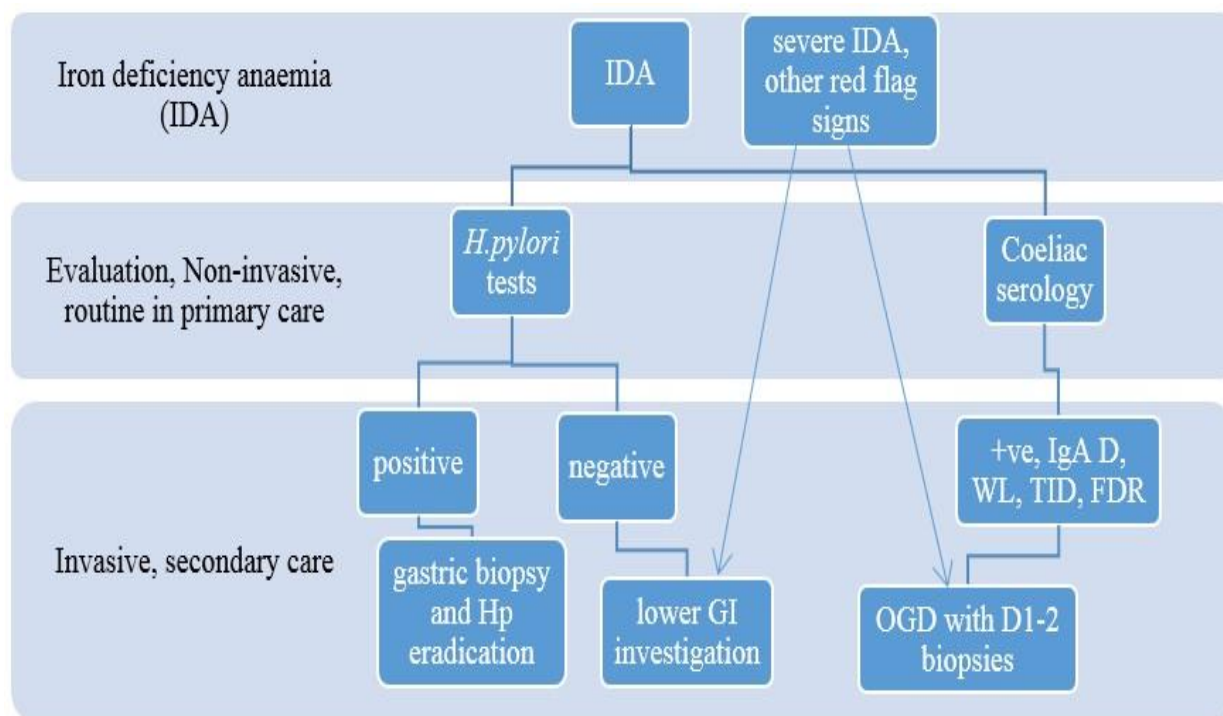 Iron deficiency anaemia
(IDA)
IDA
severe IDA,
other red flag
signs
Evaluation, Non-invasive,
routine in primary care
H.pylori
tests
Coeliac
serology
Invasive, secondary care
positive
negative
+ve, IgA D,
WL, TID, FDR
gastric biopsy
and Hp
eradication
lower GI
investigation
OGD with D1-2
biopsies